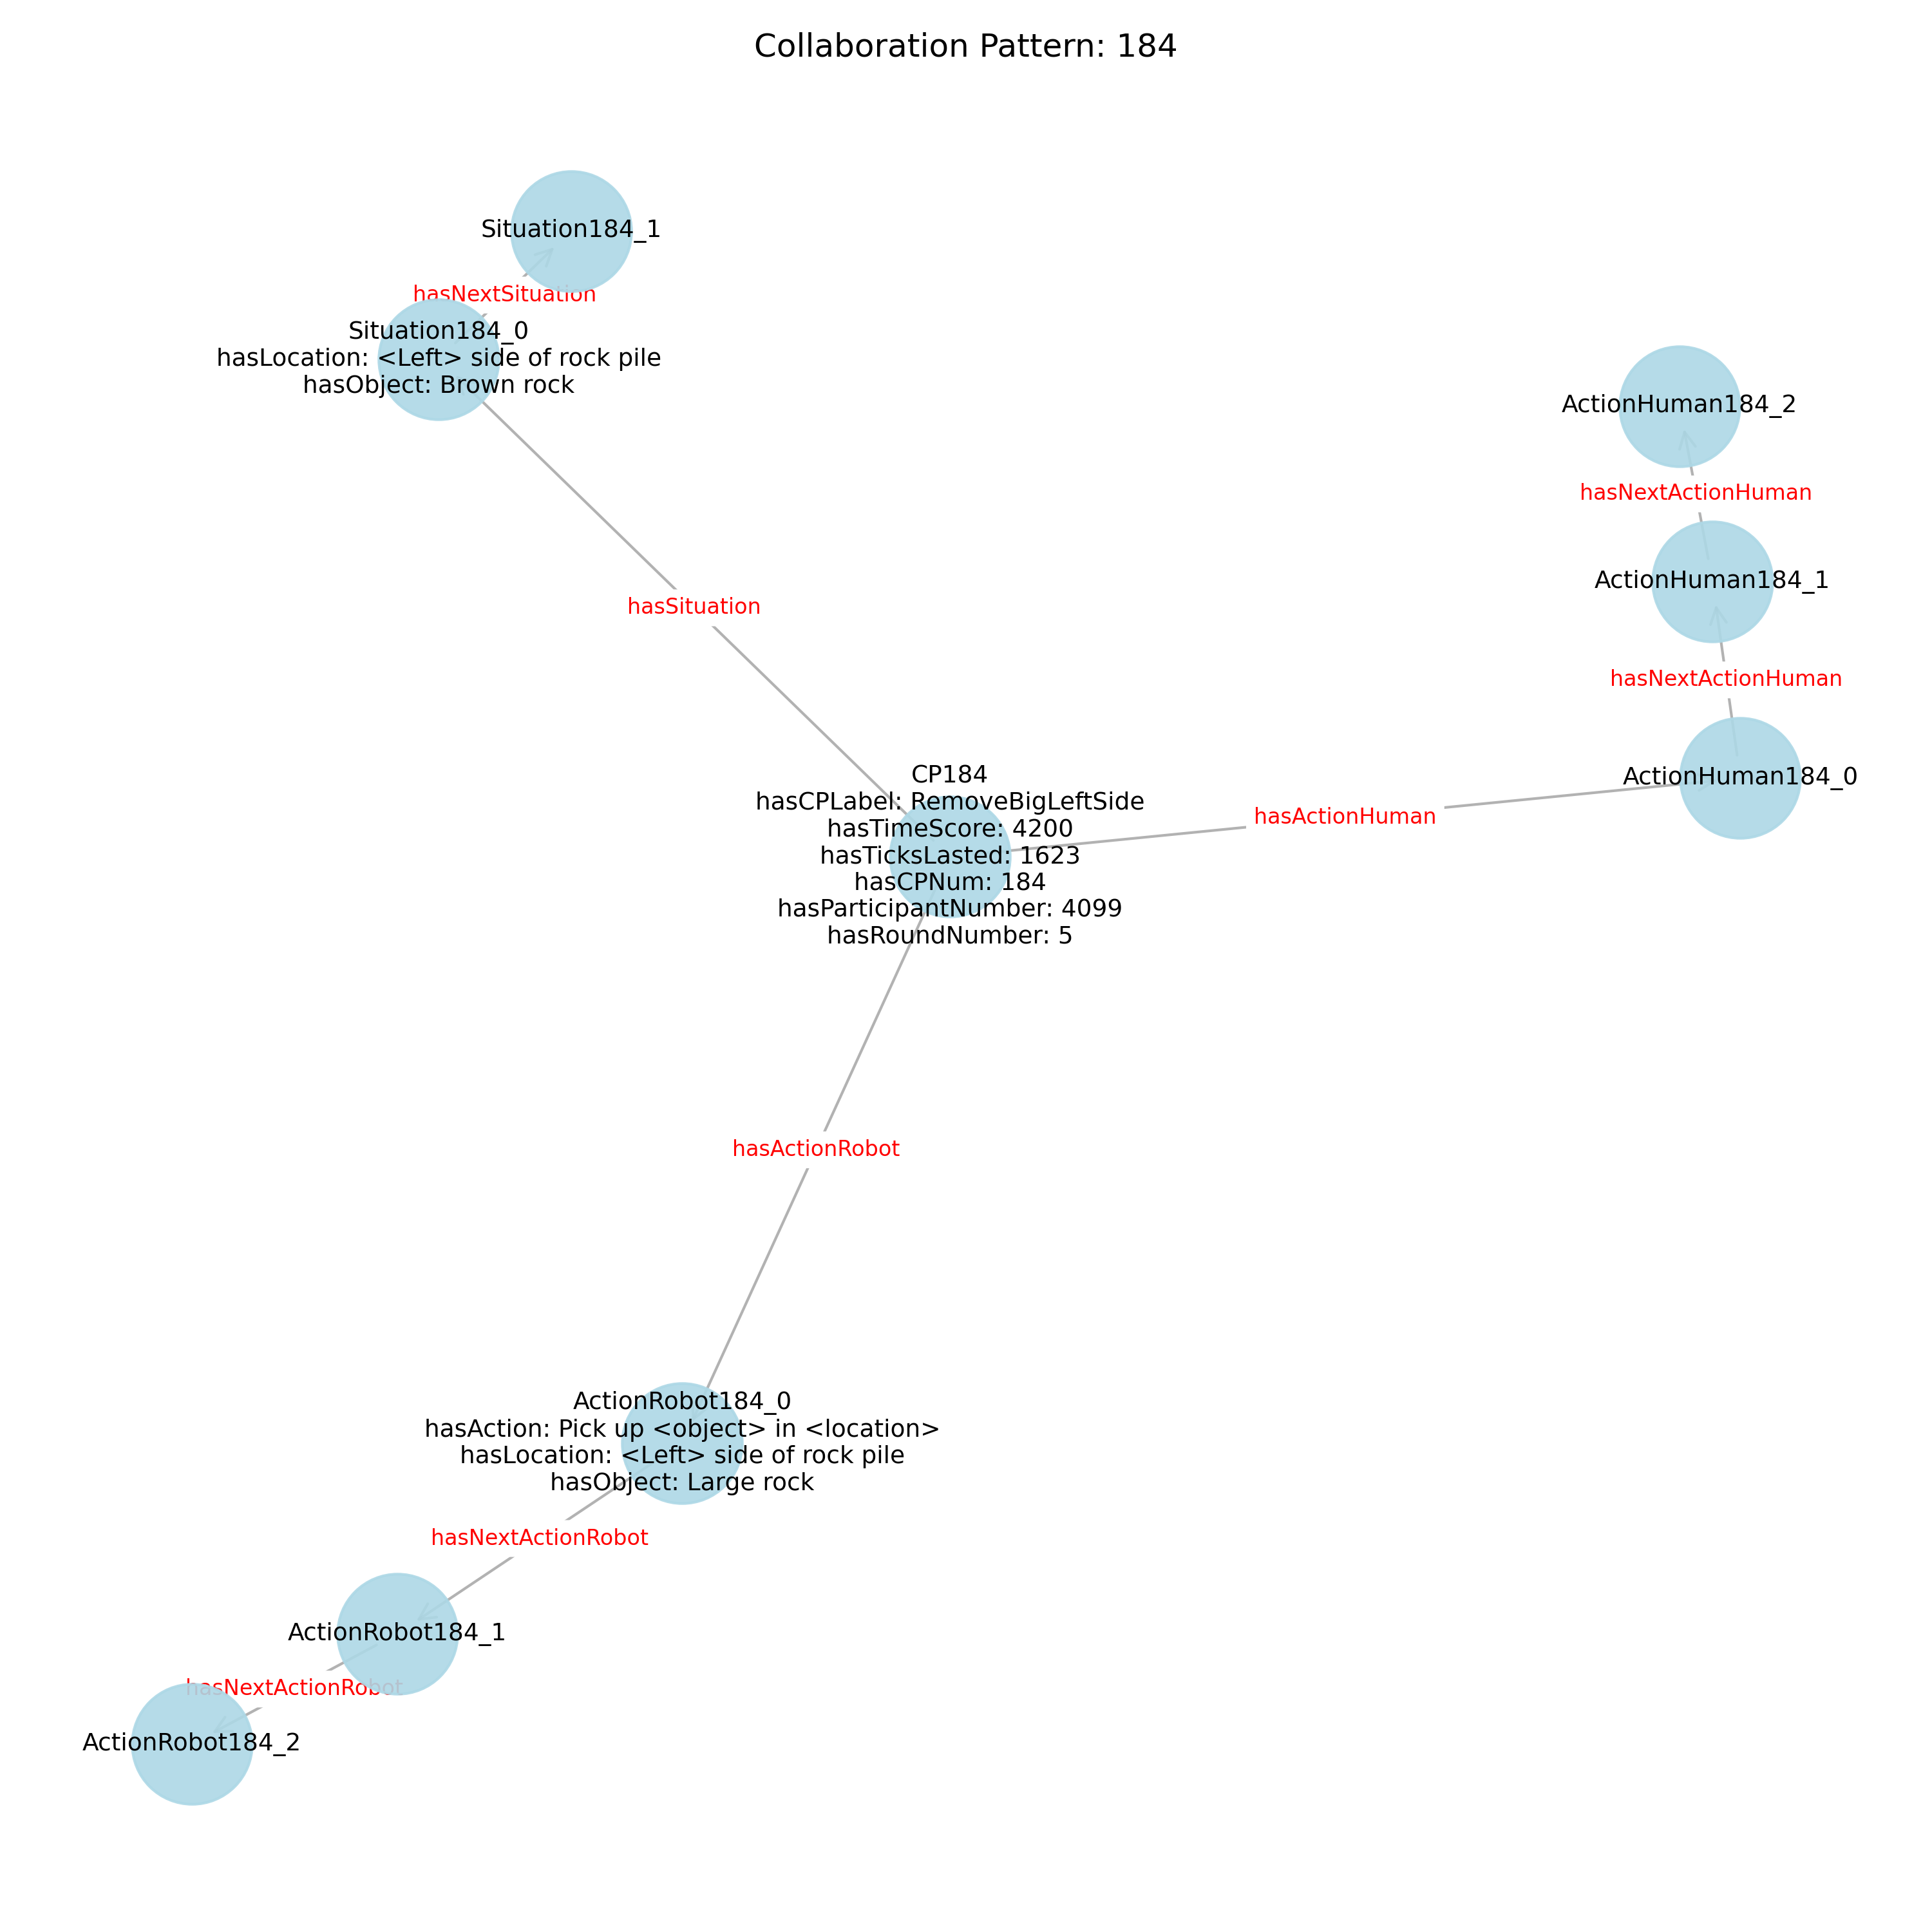 Collaboration Pattern: 184
Situation184_1
hasNextSituation
Situation184_0
hasLocation: <Left> side of rock pile
hasObject: Brown rock
ActionHuman184_2
hasNextActionHuman
ActionHuman184_1
hasSituation
hasNextActionHuman
ActionHuman184_0
CP184
hasCPLabel: RemoveBigLeftSide
hasTimeScore: 4200
hasTicksLasted: 1623
hasCPNum: 184
hasParticipantNumber: 4099
hasRoundNumber: 5
hasActionHuman
hasActionRobot
ActionRobot184_0
hasAction: Pick up <object> in <location>
hasLocation: <Left> side of rock pile
hasObject: Large rock
hasNextActionRobot
ActionRobot184_1
hasNextActionRobot
ActionRobot184_2